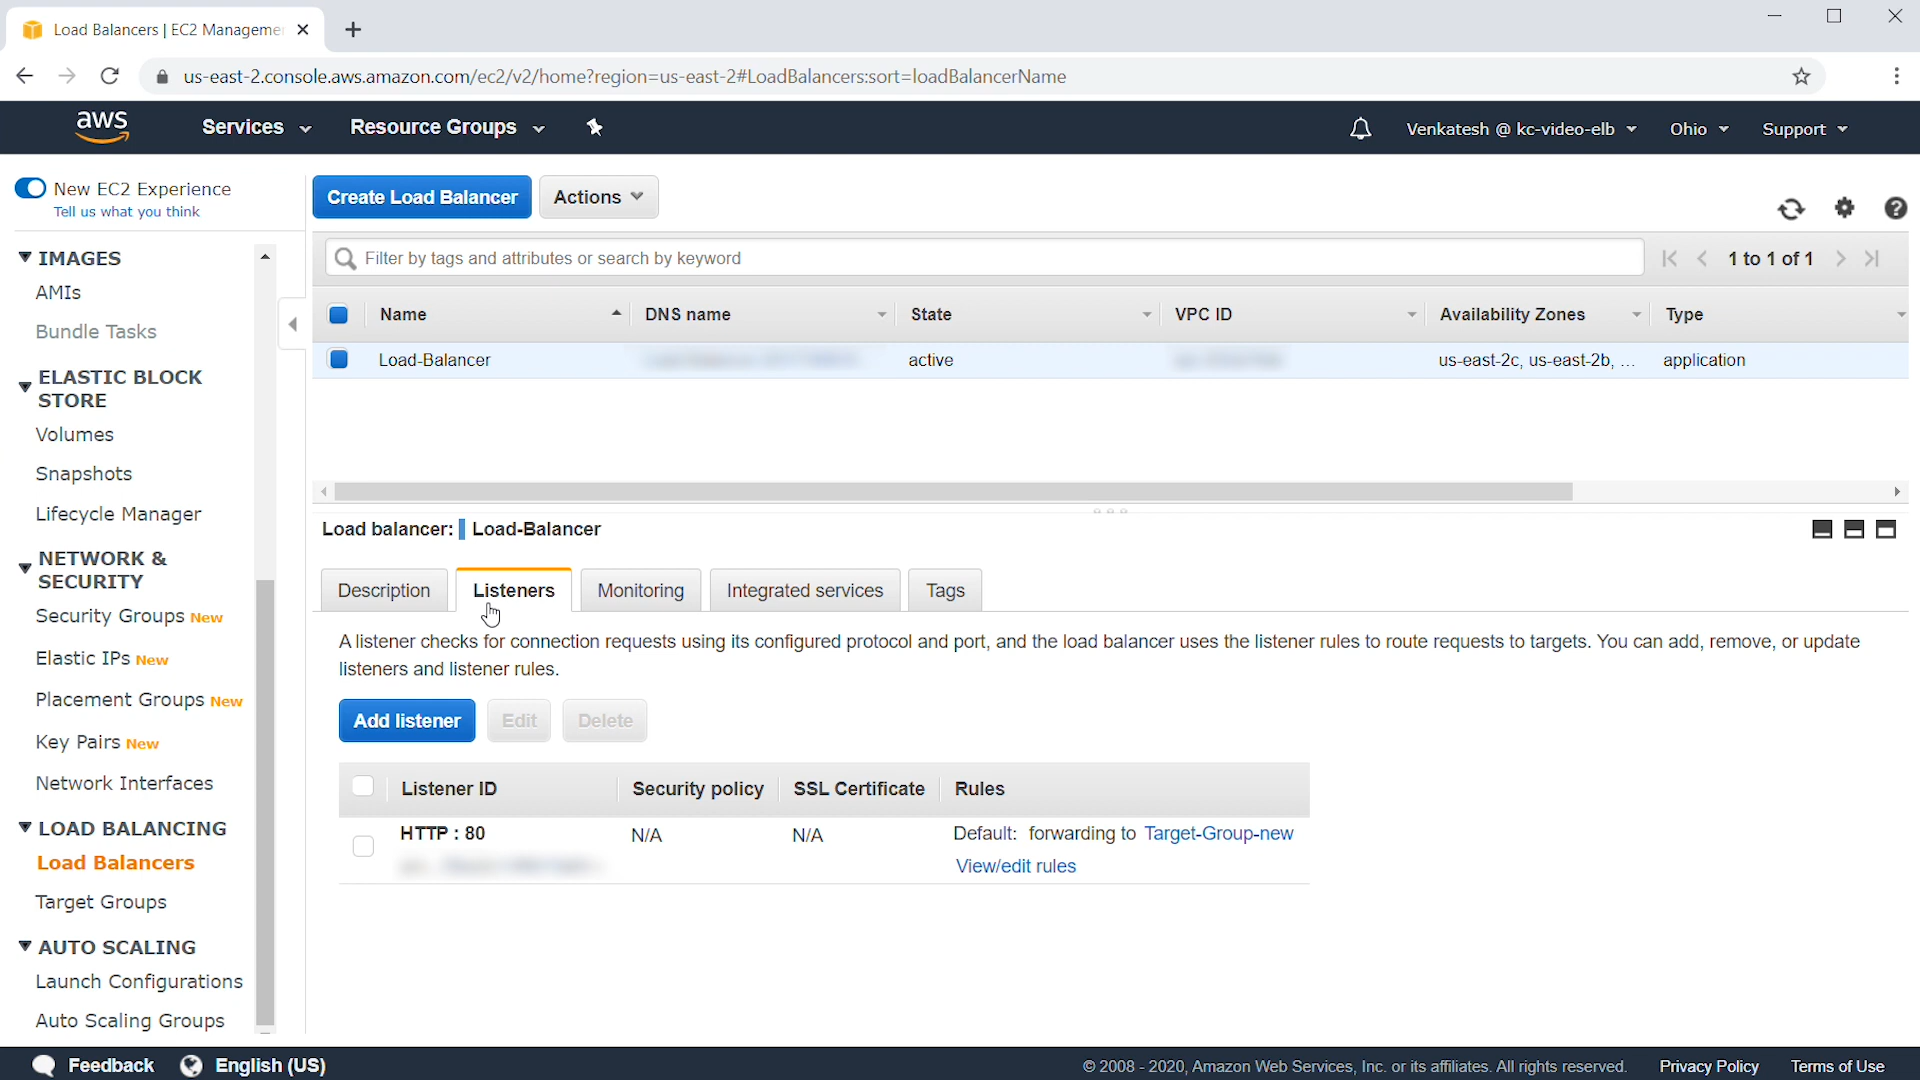 Load Balancers | EC2 Manageme
us-east-2.console.aws.amazon.com/ec2/v2/home?region=us-east-2#LoadBalancers:sort=loadBalancerName
aws Services Resource Groups Venkatesh @ kc-video-elb Ohio Support
New EC2 Experience
Tell us what you think
IMAGES
AMIs
Bundle Tasks
ELASTIC BLOCK
STORE
Volumes
Snapshots
Lifecycle Manager
NETWORK &
SECURITY
Security Groups New
Elastic IPs New
Placement Groups New
Key Pairs New
Network Interfaces
LOAD BALANCING
Load Balancers
Target Groups
AUTO SCALING
Launch Configurations
Auto Scaling Groups
Create Load Balancer Actions
Filter by tags and attributes or search by keyword 1 to 1 of 1
Name DNS name State VPC ID Availability Zones Type
Load-Balancer active us-east-2c, us-east-2b, ... application
Load balancer: Load-Balancer
Description Listeners Monitoring Integrated services Tags
A listener checks for connection requests using its configured protocol and port, and the load balancer uses the listener rules to route requests to targets. You can add, remove, or update
listeners and listener rules.
Add listener Edit Delete
Listener ID Security policy SSL Certificate Rules
HTTP : 80 N/A N/A Default: forwarding to Target-Group-new
View/edit rules
Feedback English (US) © 2008 - 2020, Amazon Web Services, Inc. or its affiliates. All rights reserved. Privacy Policy Terms of Use